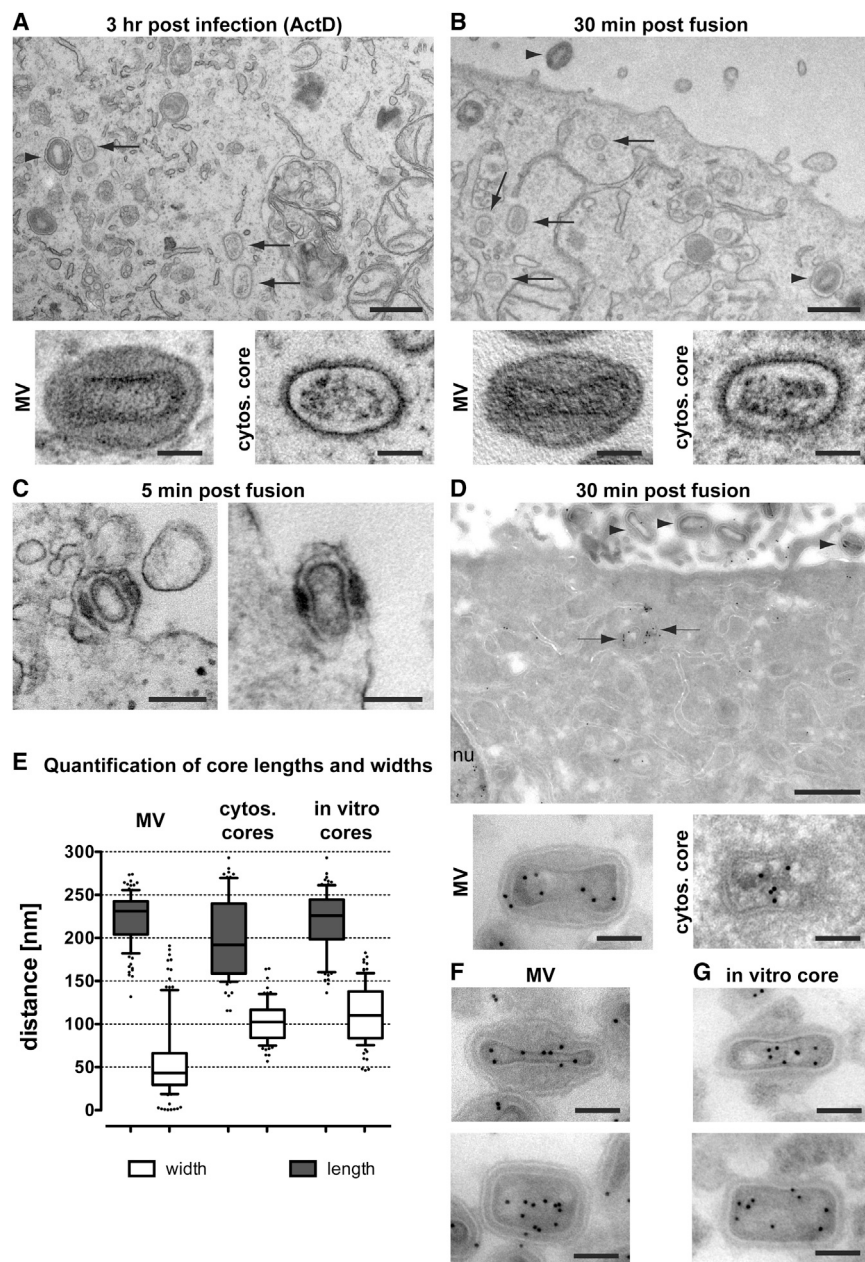 A
3 hr post infection (ActD)
B
30 min post fusion
MV
cytos. core
MV
cytos. core
C
5 min post fusion
D
30 min post fusion
nu
MV
cytos. core
E Quantification of core lengths and widths
MV
cytos.
cores
in vitro
cores
distance [nm]
300
250
200
150
100
50
0
width
length
F
MV
G
in vitro core